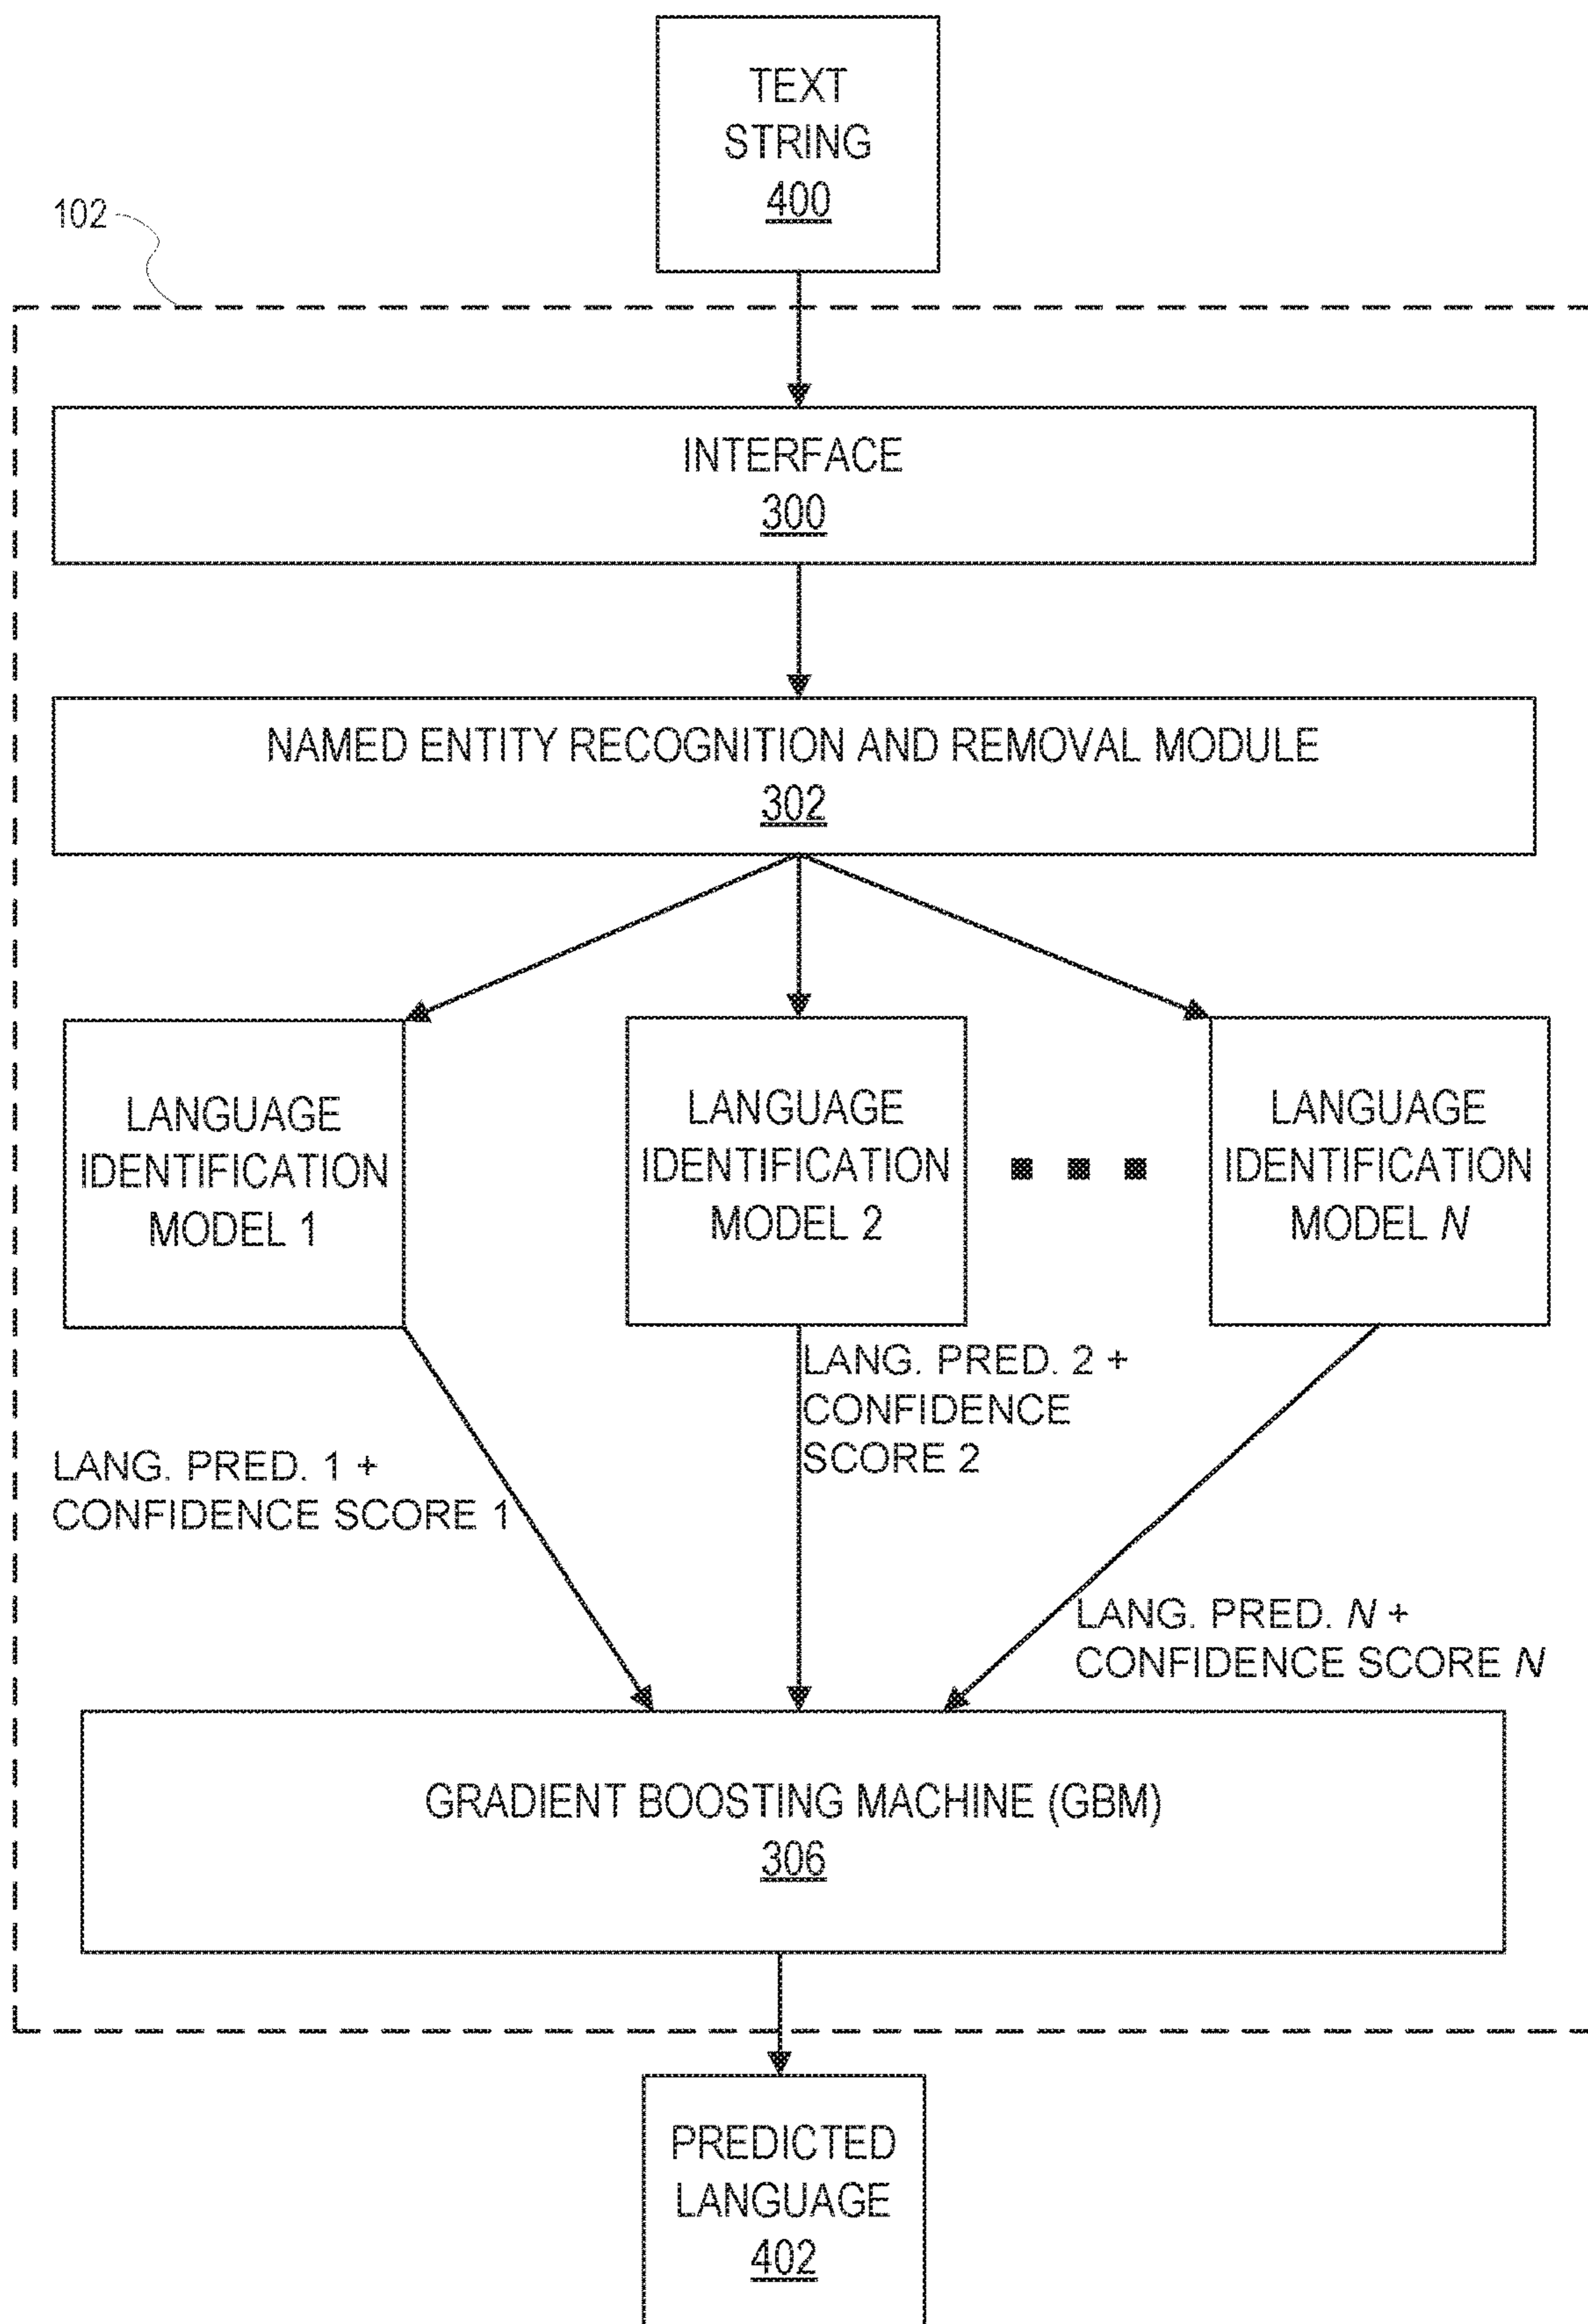 TEXT
STRING
400
102
INTERFACE
300
NAMED ENTITY RECOGNITION AND REMOVAL MODULE
302
LANGUAGE
IDENTIFICATION
MODEL 1
LANGUAGE
IDENTIFICATION
MODEL 2
LANGUAGE
IDENTIFICATION
MODEL N
LANG. PRED. 1 +
CONFIDENCE SCORE 1
LANG. PRED. 2 +
CONFIDENCE
SCORE 2
LANG. PRED. N +
CONFIDENCE SCORE N
GRADIENT BOOSTING MACHINE (GBM)
306
PREDICTED
LANGUAGE
402